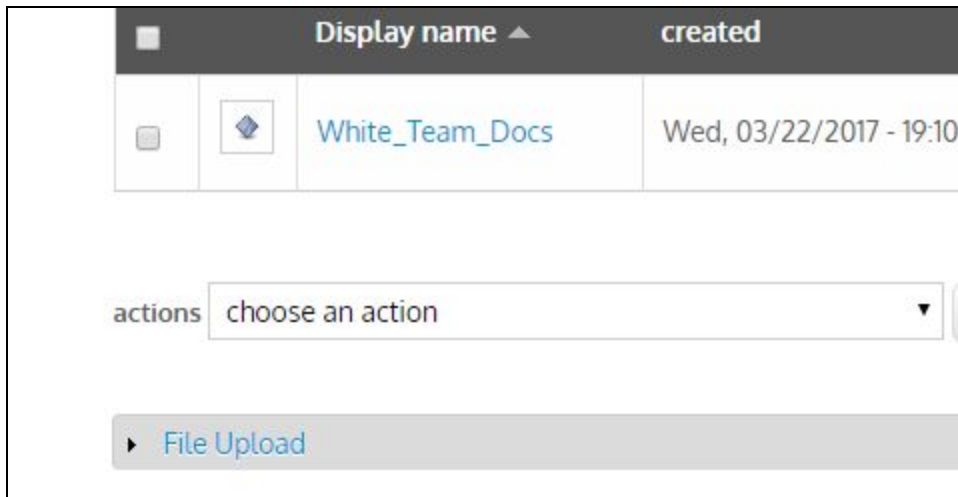 Display name created
White_Team_Docs Wed, 03/22/2017 - 19:10
actions choose an action
File Upload